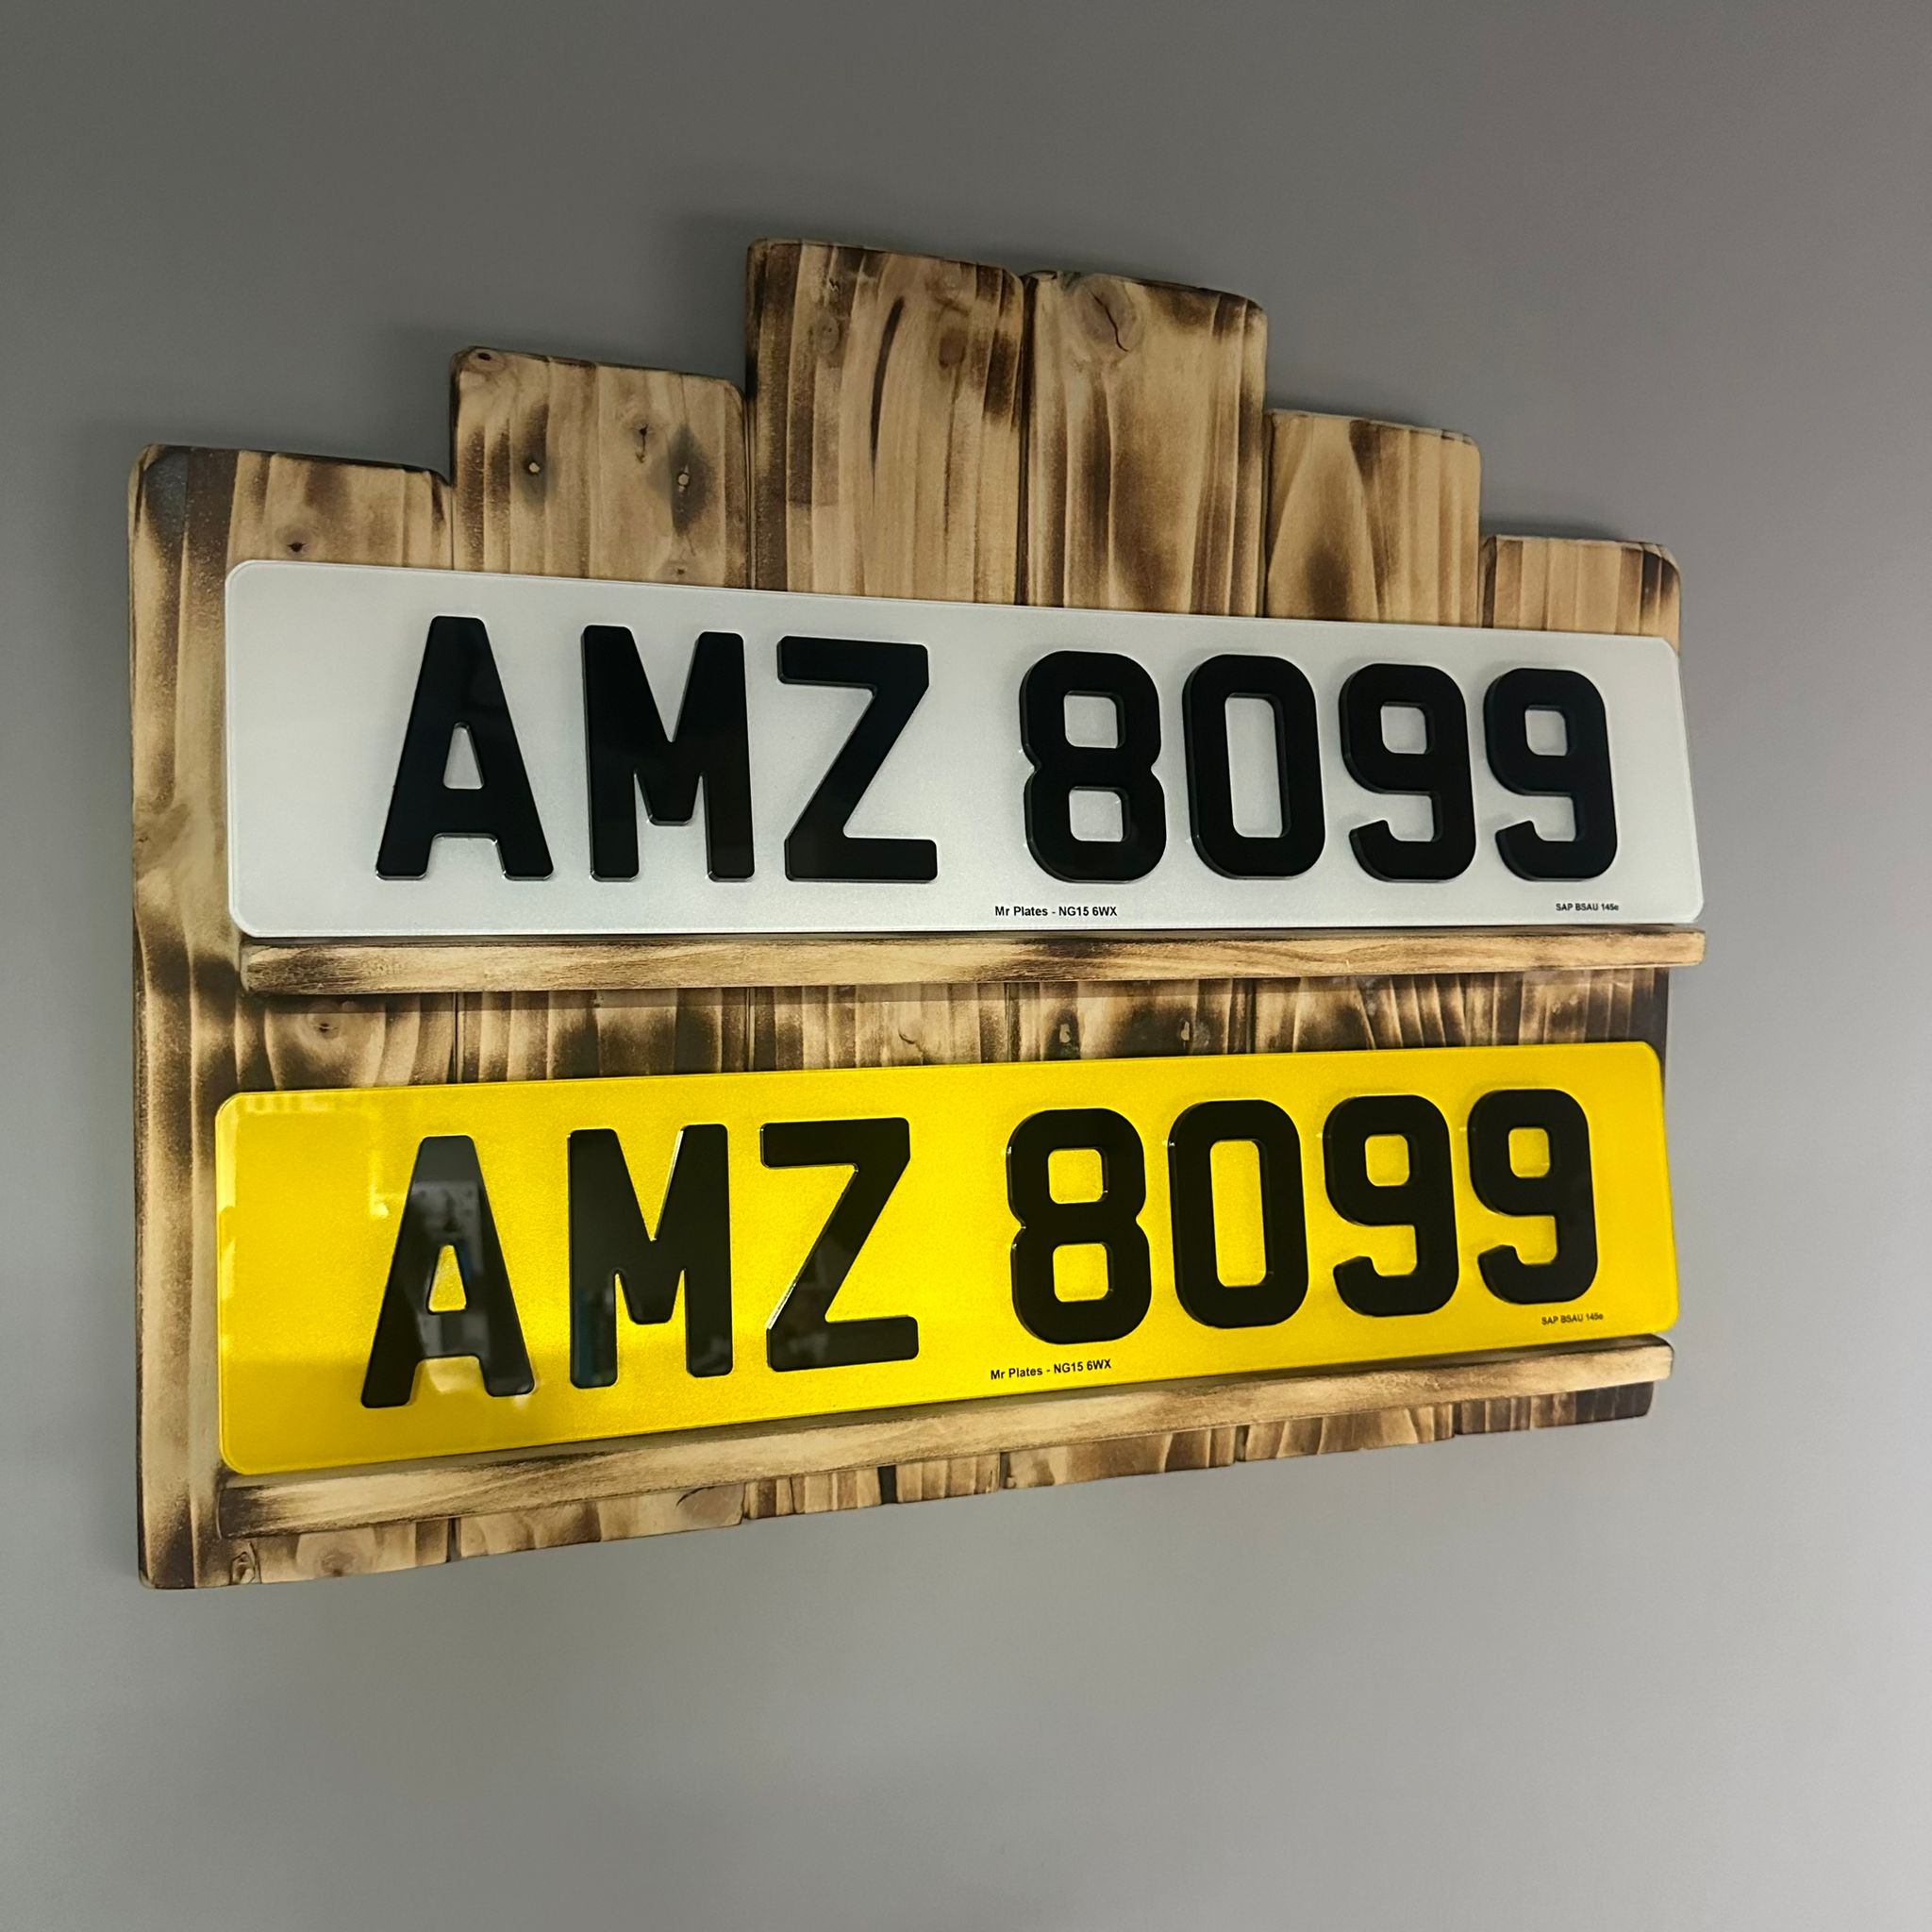 AMZ 8099
Mr Plates - NG15 6WX
SAP BSAU 145e
AMZ 8099
Mr Plates - NG15 6WX
SAP BSAU 145e